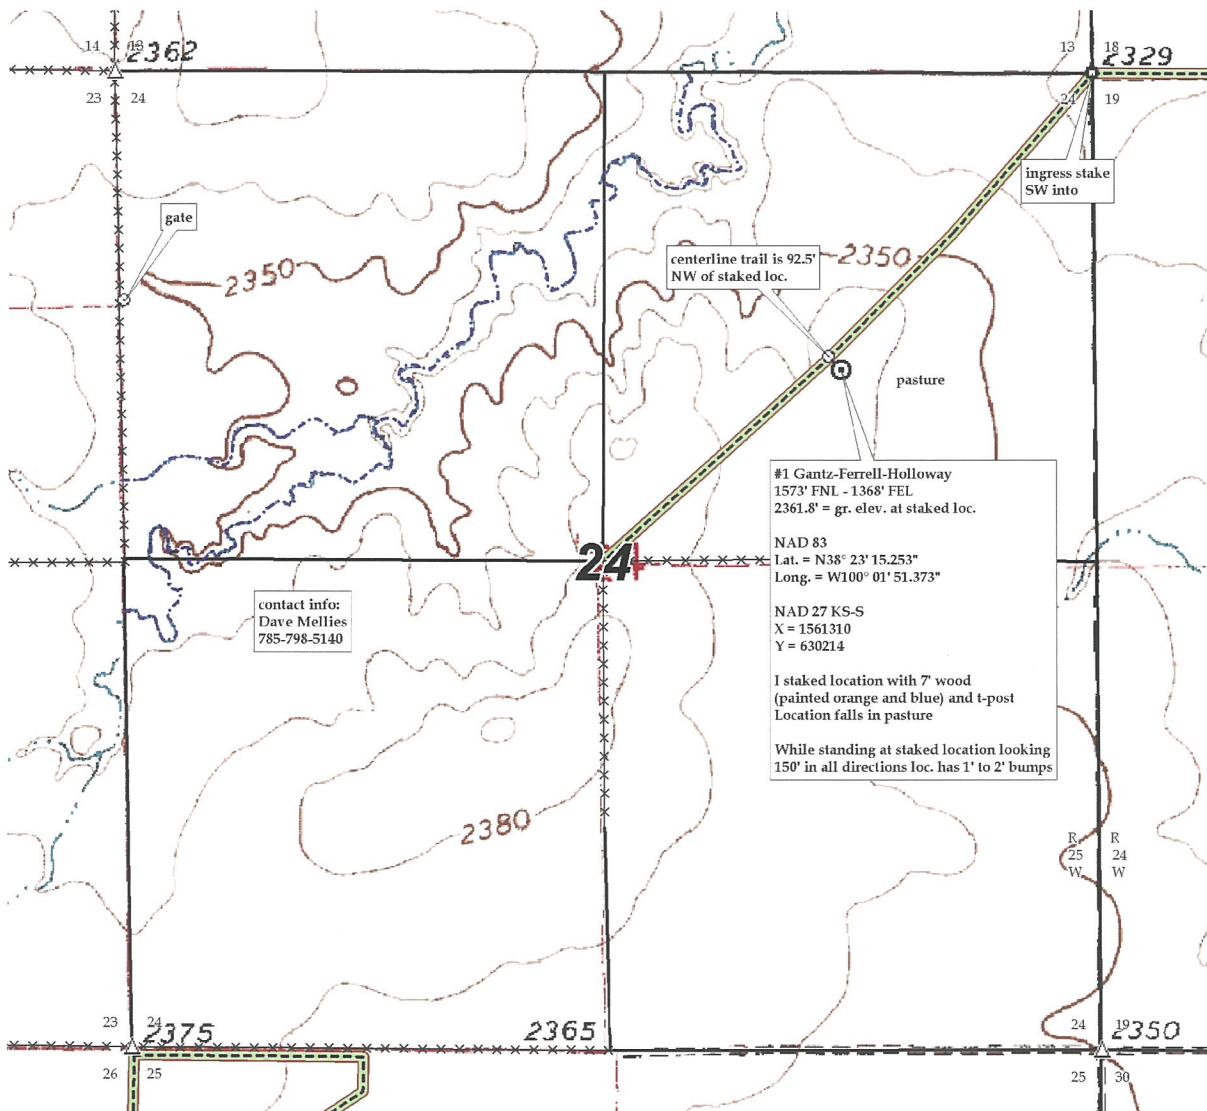 14 13
2362
23 24
13 18
2329
24 19
ingress stake
SW into
gate
2350
centerline trail is 92.5'
NW of staked loc.
2350
pasture
#1 Gantz-Ferrell-Holloway
1573' FNL - 1368' FEL
2361.8' = gr. elev. at staked loc.
NAD 83
Lat. = N38° 23' 15.253"
Long. = W100° 01' 51.373"
NAD 27 KS-S
X = 1561310
Y = 630214
I staked location with 7' wood
(painted orange and blue) and t-post
Location falls in pasture
While standing at staked location looking
150' in all directions loc. has 1' to 2' bumps
24
contact info:
Dave Mellies
785-798-5140
2380
R R
25 24
W W
23 24
2375
2365
24 19
2350
26 25
25 30